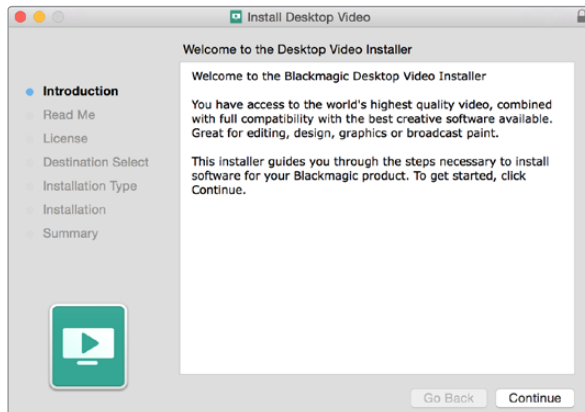 Install Desktop Video
Welcome to the Desktop Video Installer
Introduction
Read Me
License
Destination Select
Installation Type
Installation
Summary
Welcome to the Blackmagic Desktop Video Installer
You have access to the world's highest quality video, combined
with full compatibility with the best creative software available.
Great for editing, design, graphics or broadcast paint.
This installer guides you through the steps necessary to install
software for your Blackmagic product. To get started, click
Continue.
Go Back
Continue